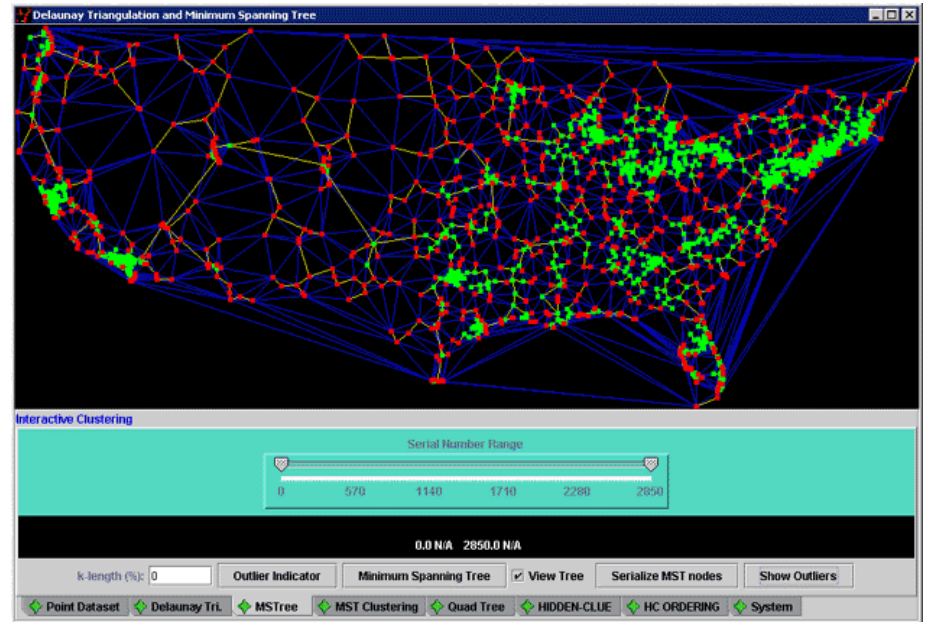 Delaunay Triangulation and Minimum Spanning Tree
Interactive Clustering
Serial Number Range
0 570 1140 1710 2280 2850
0.0 N/A 2850.0 N/A
k-length (%): 0 Outlier Indicator Minimum Spanning Tree View Tree Serialize MST nodes Show Outliers
Point Dataset Delaunay Tri. MSTree MST Clustering Quad Tree HIDDEN-CLUE HC ORDERING System